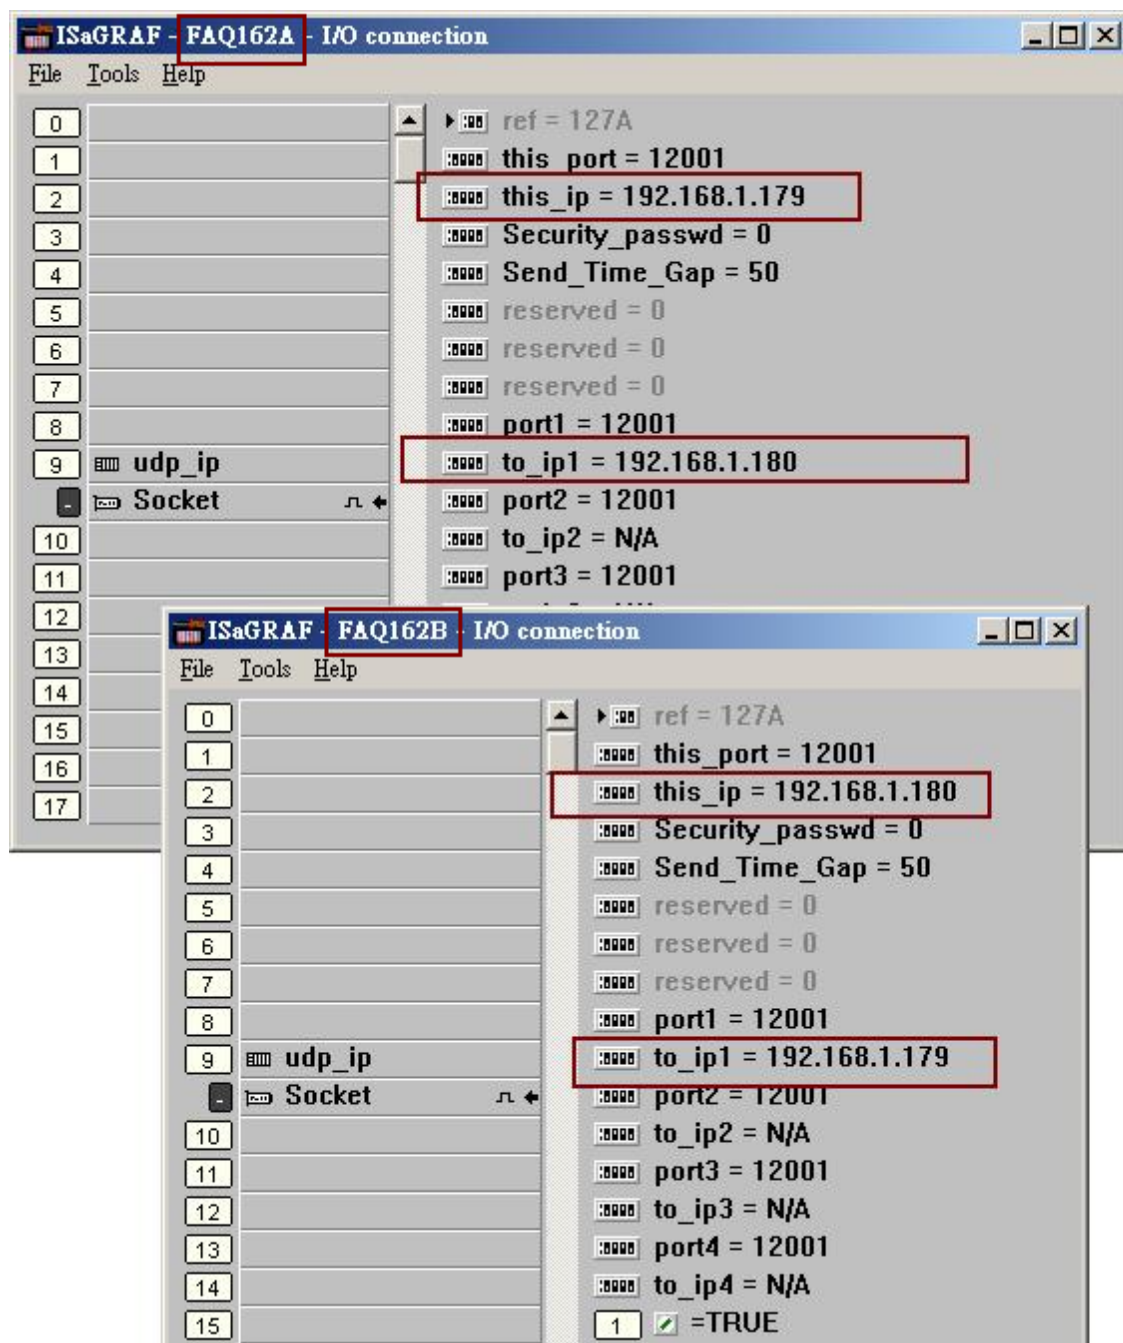 ISaGRAF - FAQ162A - I/O connection
File Tools Help
0 ref = 127A
1 this_port = 12001
2 this_ip = 192.168.1.179
3 Security_passwd = 0
4 Send_Time_Gap = 50
5 reserved = 0
6 reserved = 0
7 reserved = 0
8 port1 = 12001
9 udp_ip to_ip1 = 192.168.1.180
- Socket port2 = 12001
10 to_ip2 = N/A
11 port3 = 12001
12
13
14
15
16
17
ISaGRAF - FAQ162B - I/O connection
File Tools Help
0 ref = 127A
1 this_port = 12001
2 this_ip = 192.168.1.180
3 Security_passwd = 0
4 Send_Time_Gap = 50
5 reserved = 0
6 reserved = 0
7 reserved = 0
8 port1 = 12001
9 udp_ip to_ip1 = 192.168.1.179
- Socket port2 = 12001
10 to_ip2 = N/A
11 port3 = 12001
12 to_ip3 = N/A
13 port4 = 12001
14 to_ip4 = N/A
15 1 =TRUE